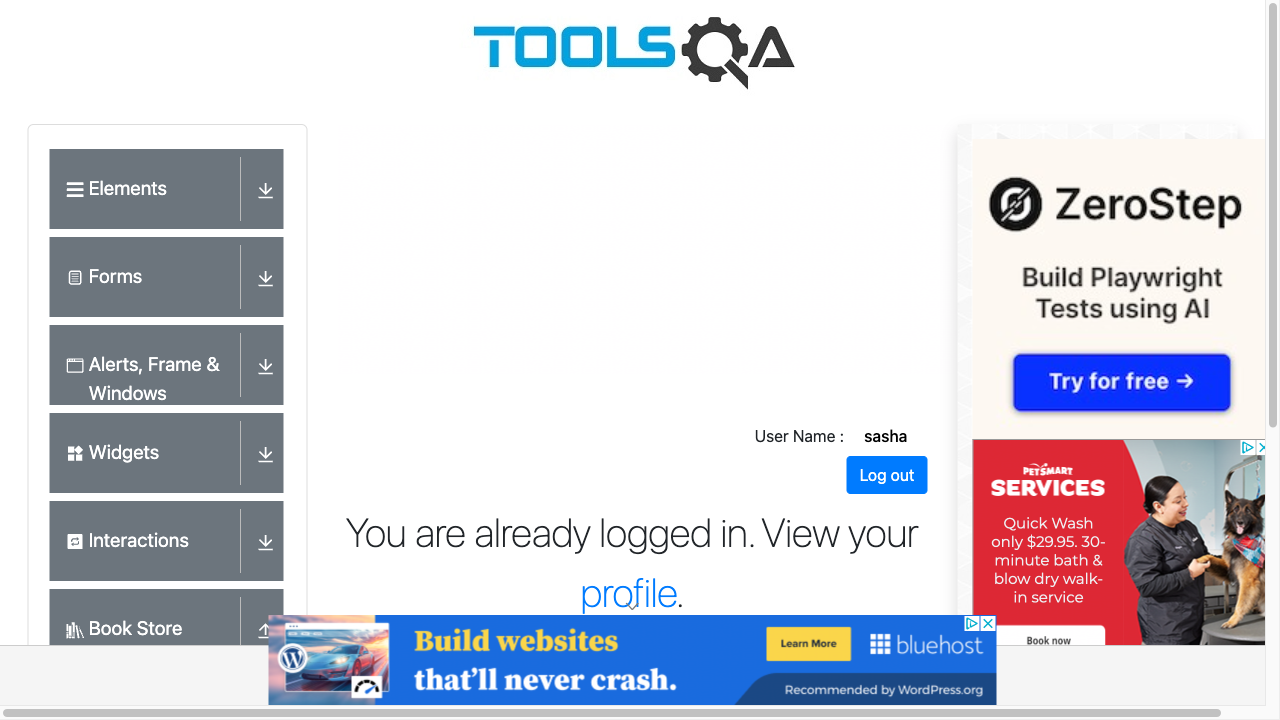 TOOLSQA
Elements
Forms
Alerts, Frame &
Windows
Widgets
Interactions
Book Store
User Name : sasha
Log out
You are already logged in. View your
profile.
ZeroStep
Build Playwright
Tests using AI
Try for free →
PETSMART
SERVICES
Quick Wash
only $29.95. 30-
minute bath &
blow dry walk-
in service
Book now
Build websites
that'll never crash.
Learn More
bluehost
Recommended by WordPress.org